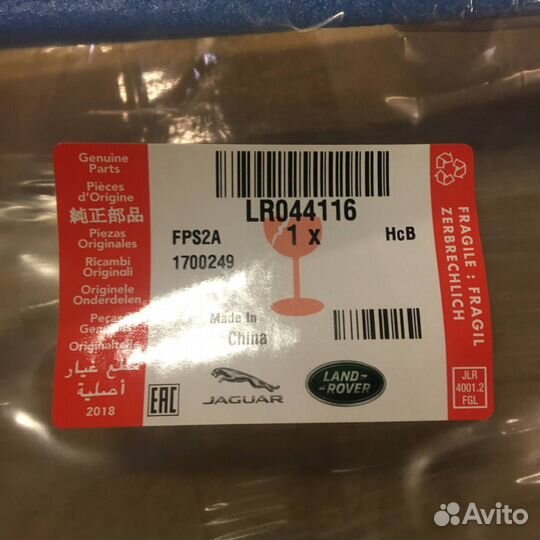 Genuine
Parts
Pièces
d'Origine
純正部品
Piezas
Originales
Ricambi
Originali
Originele
Onderdelen
Originalteile
قطع غيار
أصلية
2018
LR044116
1 x
FPS2A
HcB
1700249
Made In
China
EAC
JAGUAR
LAND-
-ROVER
FRAGILE : FRAGIL
ZERBRECHLICH
JLR
4001.2
FGL
Avito